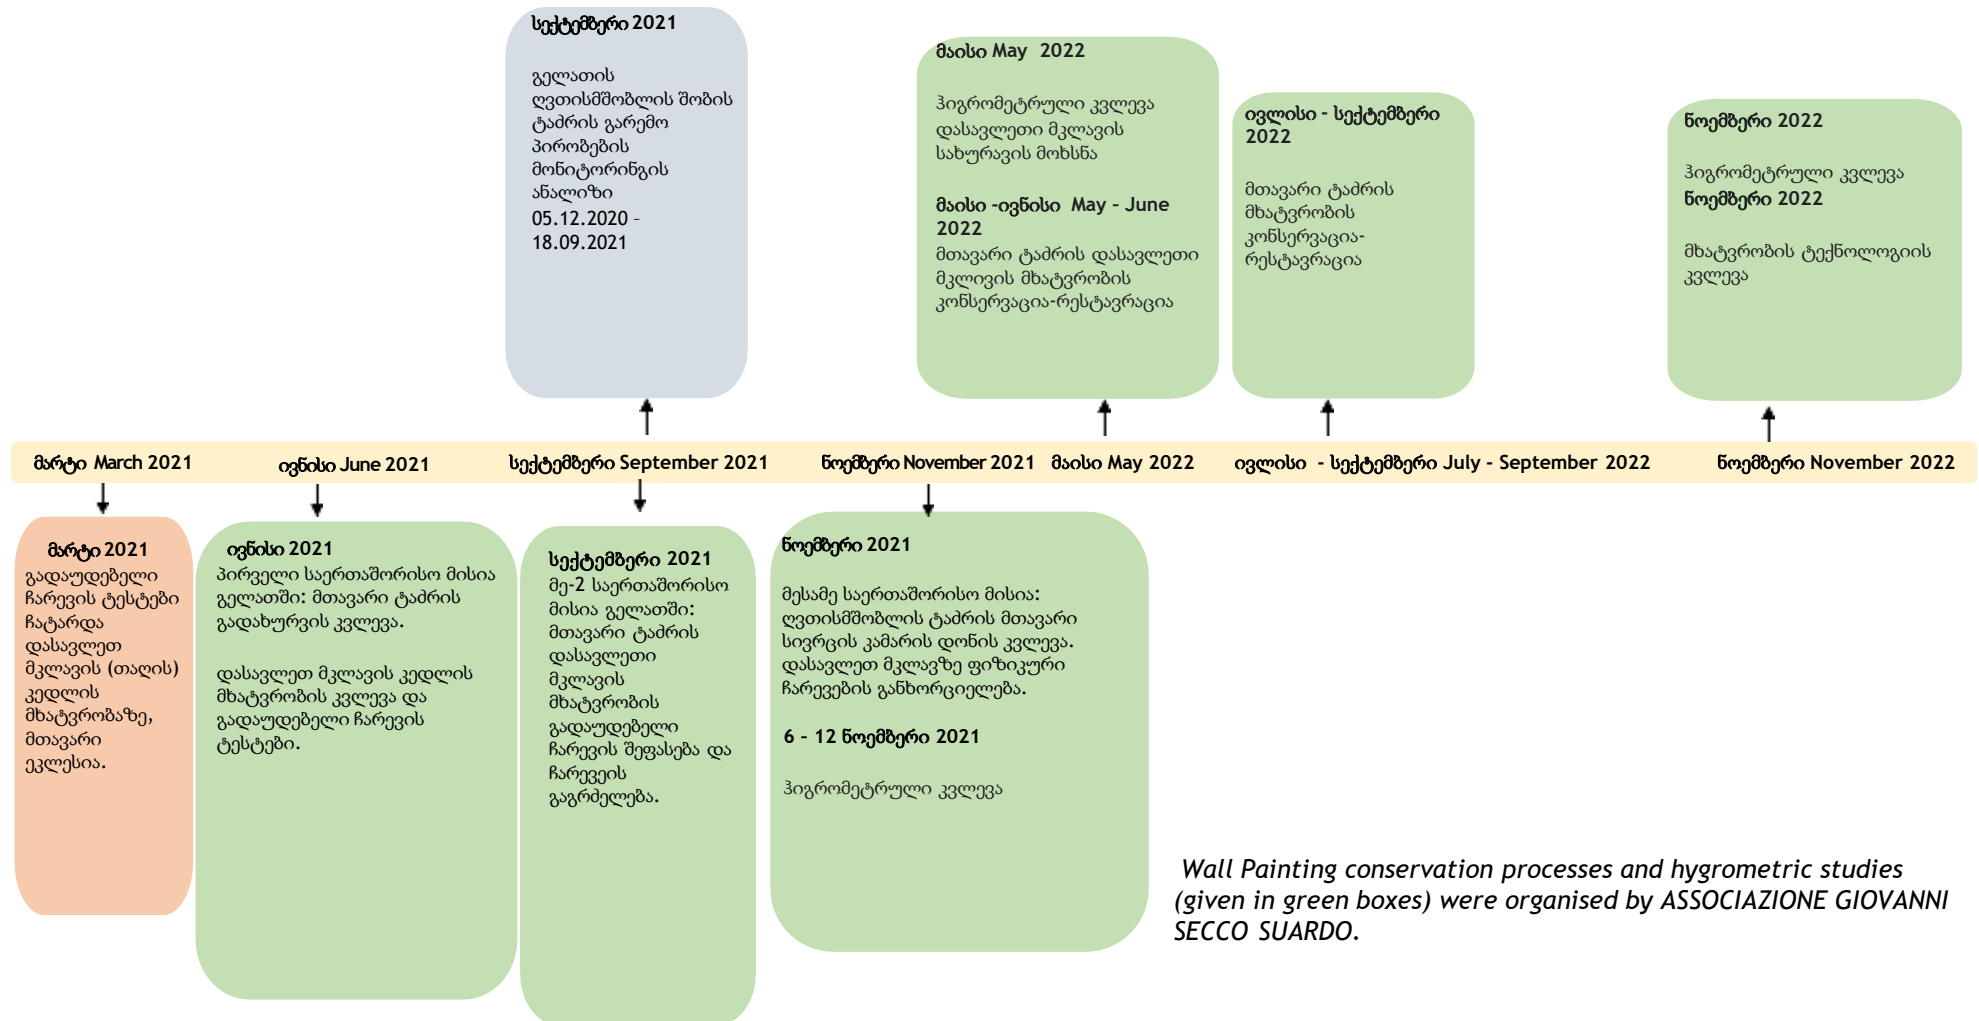 სექტემბერი 2021
გელათის
ღვთისმშობლის შობის
ტაძრის გარემო
პირობების
მონიტორინგის
ანალიზი
05.12.2020 –
18.09.2021
მაისი May 2022
ჰიგრომეტრული კვლევა
დასავლეთი მკლავის
სახურავის მოხსნა
მაისი -ივნისი May – June
2022
მთავარი ტაძრის დასავლეთი
მკლივის მხატვრობის
კონსერვაცია-რესტავრაცია
ივლისი - სექტემბერი
2022
მთავარი ტაძრის
მხატვრობის
კონსერვაცია-
რესტავრაცია
ნოემბერი 2022
ჰიგრომეტრული კვლევა
ნოემბერი 2022
მხატვრობის ტექნოლოგიის
კვლევა
მარტი March 2021
ივნისი June 2021
სექტემბერი September 2021
ნოემბერი November 2021
მაისი May 2022
ივლისი - სექტემბერი July - September 2022
ნოემბერი November 2022
მარტი 2021
გადაუდებელი
ჩარევის ტესტები
ჩატარდა
დასავლეთ
მკლავის (თაღის)
კედლის
მხატვრობაზე,
მთავარი
ეკლესია.
ივნისი 2021
პირველი საერთაშორისო მისია
გელათში: მთავარი ტაძრის
გადახურვის კვლევა.
დასავლეთ მკლავის კედლის
მხატვრობის კვლევა და
გადაუდებელი ჩარევის
ტესტები.
სექტემბერი 2021
მე-2 საერთაშორისო
მისია გელათში:
მთავარი ტაძრის
დასავლეთი
მკლავის
მხატვრობის
გადაუდებელი
ჩარევის შეფასება და
ჩარევეის
გაგრძელება.
ნოემბერი 2021
მესამე საერთაშორისო მისია:
ღვთისმშობლის ტაძრის მთავარი
სივრცის კამარის დონის კვლევა.
დასავლეთ მკლავზე ფიზიკური
ჩარევების განხორციელება.
6 – 12 ნოემბერი 2021
ჰიგრომეტრული კვლევა
Wall Painting conservation processes and hygrometric studies
(given in green boxes) were organised by ASSOCIAZIONE GIOVANNI
SECCO SUARDO.